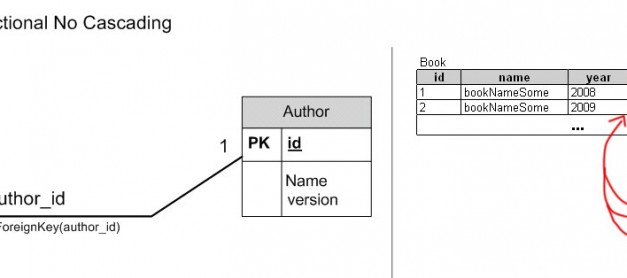 ctional No Cascading
Author
1
PK id
Name
version
uthor_id
ForeignKey(author_id)
Book
id name year
1 bookNameSome 2008
2 bookNameSome 2009
...